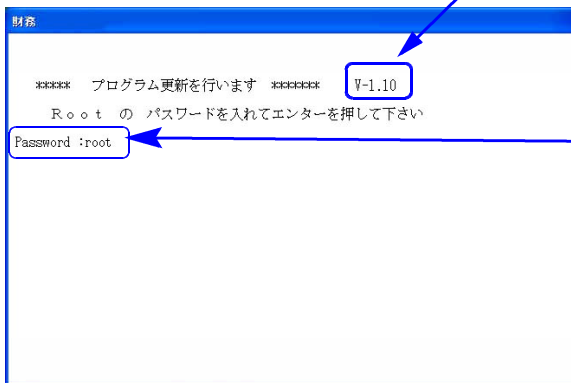 財務
***** プログラム更新を行います ******* V-1.10
Root の パスワードを入れてエンターを押して下さい
Password :root